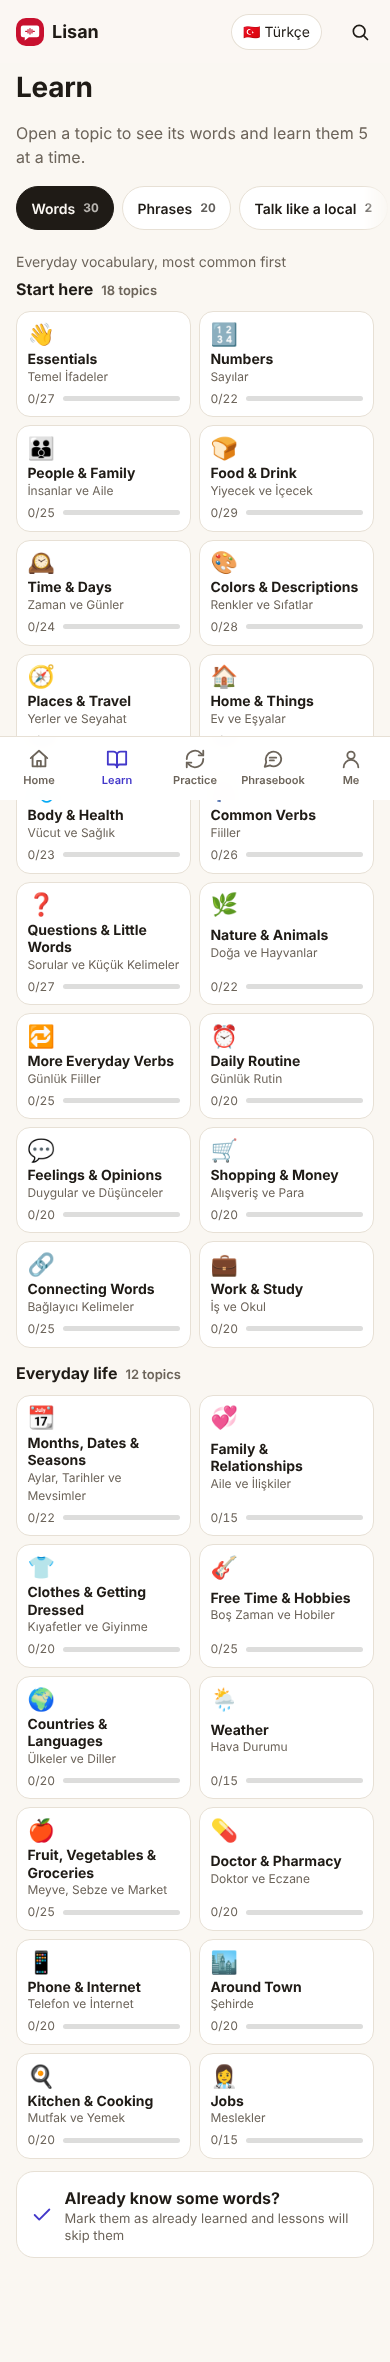 Lisan
Türkçe
Learn
Open a topic to see its words and learn them 5
at a time.
Words 30
Phrases 20
Talk like a local 2
Everyday vocabulary, most common first
Start here 18 topics
Essentials
Temel İfadeler
0/27
Numbers
Sayılar
0/22
People & Family
İnsanlar ve Aile
0/25
Food & Drink
Yiyecek ve İçecek
0/29
Time & Days
Zaman ve Günler
0/24
Colors & Descriptions
Renkler ve Sıfatlar
0/28
Places & Travel
Yerler ve Seyahat
Home & Things
Ev ve Eşyalar
Home
Learn
Practice
Phrasebook
Me
Body & Health
Vücut ve Sağlık
0/23
Common Verbs
Fiiller
0/26
Questions & Little
Words
Sorular ve Küçük Kelimeler
0/27
Nature & Animals
Doğa ve Hayvanlar
0/22
More Everyday Verbs
Günlük Fiiller
0/25
Daily Routine
Günlük Rutin
0/20
Feelings & Opinions
Duygular ve Düşünceler
0/20
Shopping & Money
Alışveriş ve Para
0/20
Connecting Words
Bağlayıcı Kelimeler
0/25
Work & Study
İş ve Okul
0/20
Everyday life 12 topics
Months, Dates &
Seasons
Aylar, Tarihler ve
Mevsimler
0/22
Family &
Relationships
Aile ve İlişkiler
0/15
Clothes & Getting
Dressed
Kıyafetler ve Giyinme
0/20
Free Time & Hobbies
Boş Zaman ve Hobiler
0/25
Countries &
Languages
Ülkeler ve Diller
0/20
Weather
Hava Durumu
0/15
Fruit, Vegetables &
Groceries
Meyve, Sebze ve Market
0/25
Doctor & Pharmacy
Doktor ve Eczane
0/20
Phone & Internet
Telefon ve İnternet
0/20
Around Town
Şehirde
0/20
Kitchen & Cooking
Mutfak ve Yemek
0/20
Jobs
Meslekler
0/15
Already know some words?
Mark them as already learned and lessons will
skip them